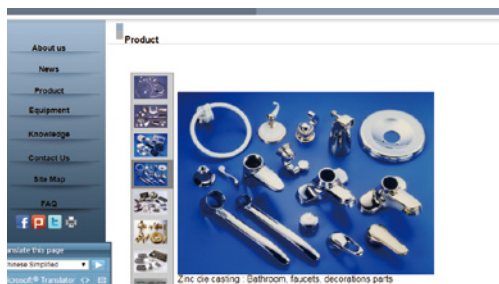 Product
About us
News
Product
Equipment
Knowledge
Contact Us
Site Map
FAQ
anslate this page
hinese Simplified
icrosoft® Translator
Zinc die casting : Bathroom, faucets, decorations parts